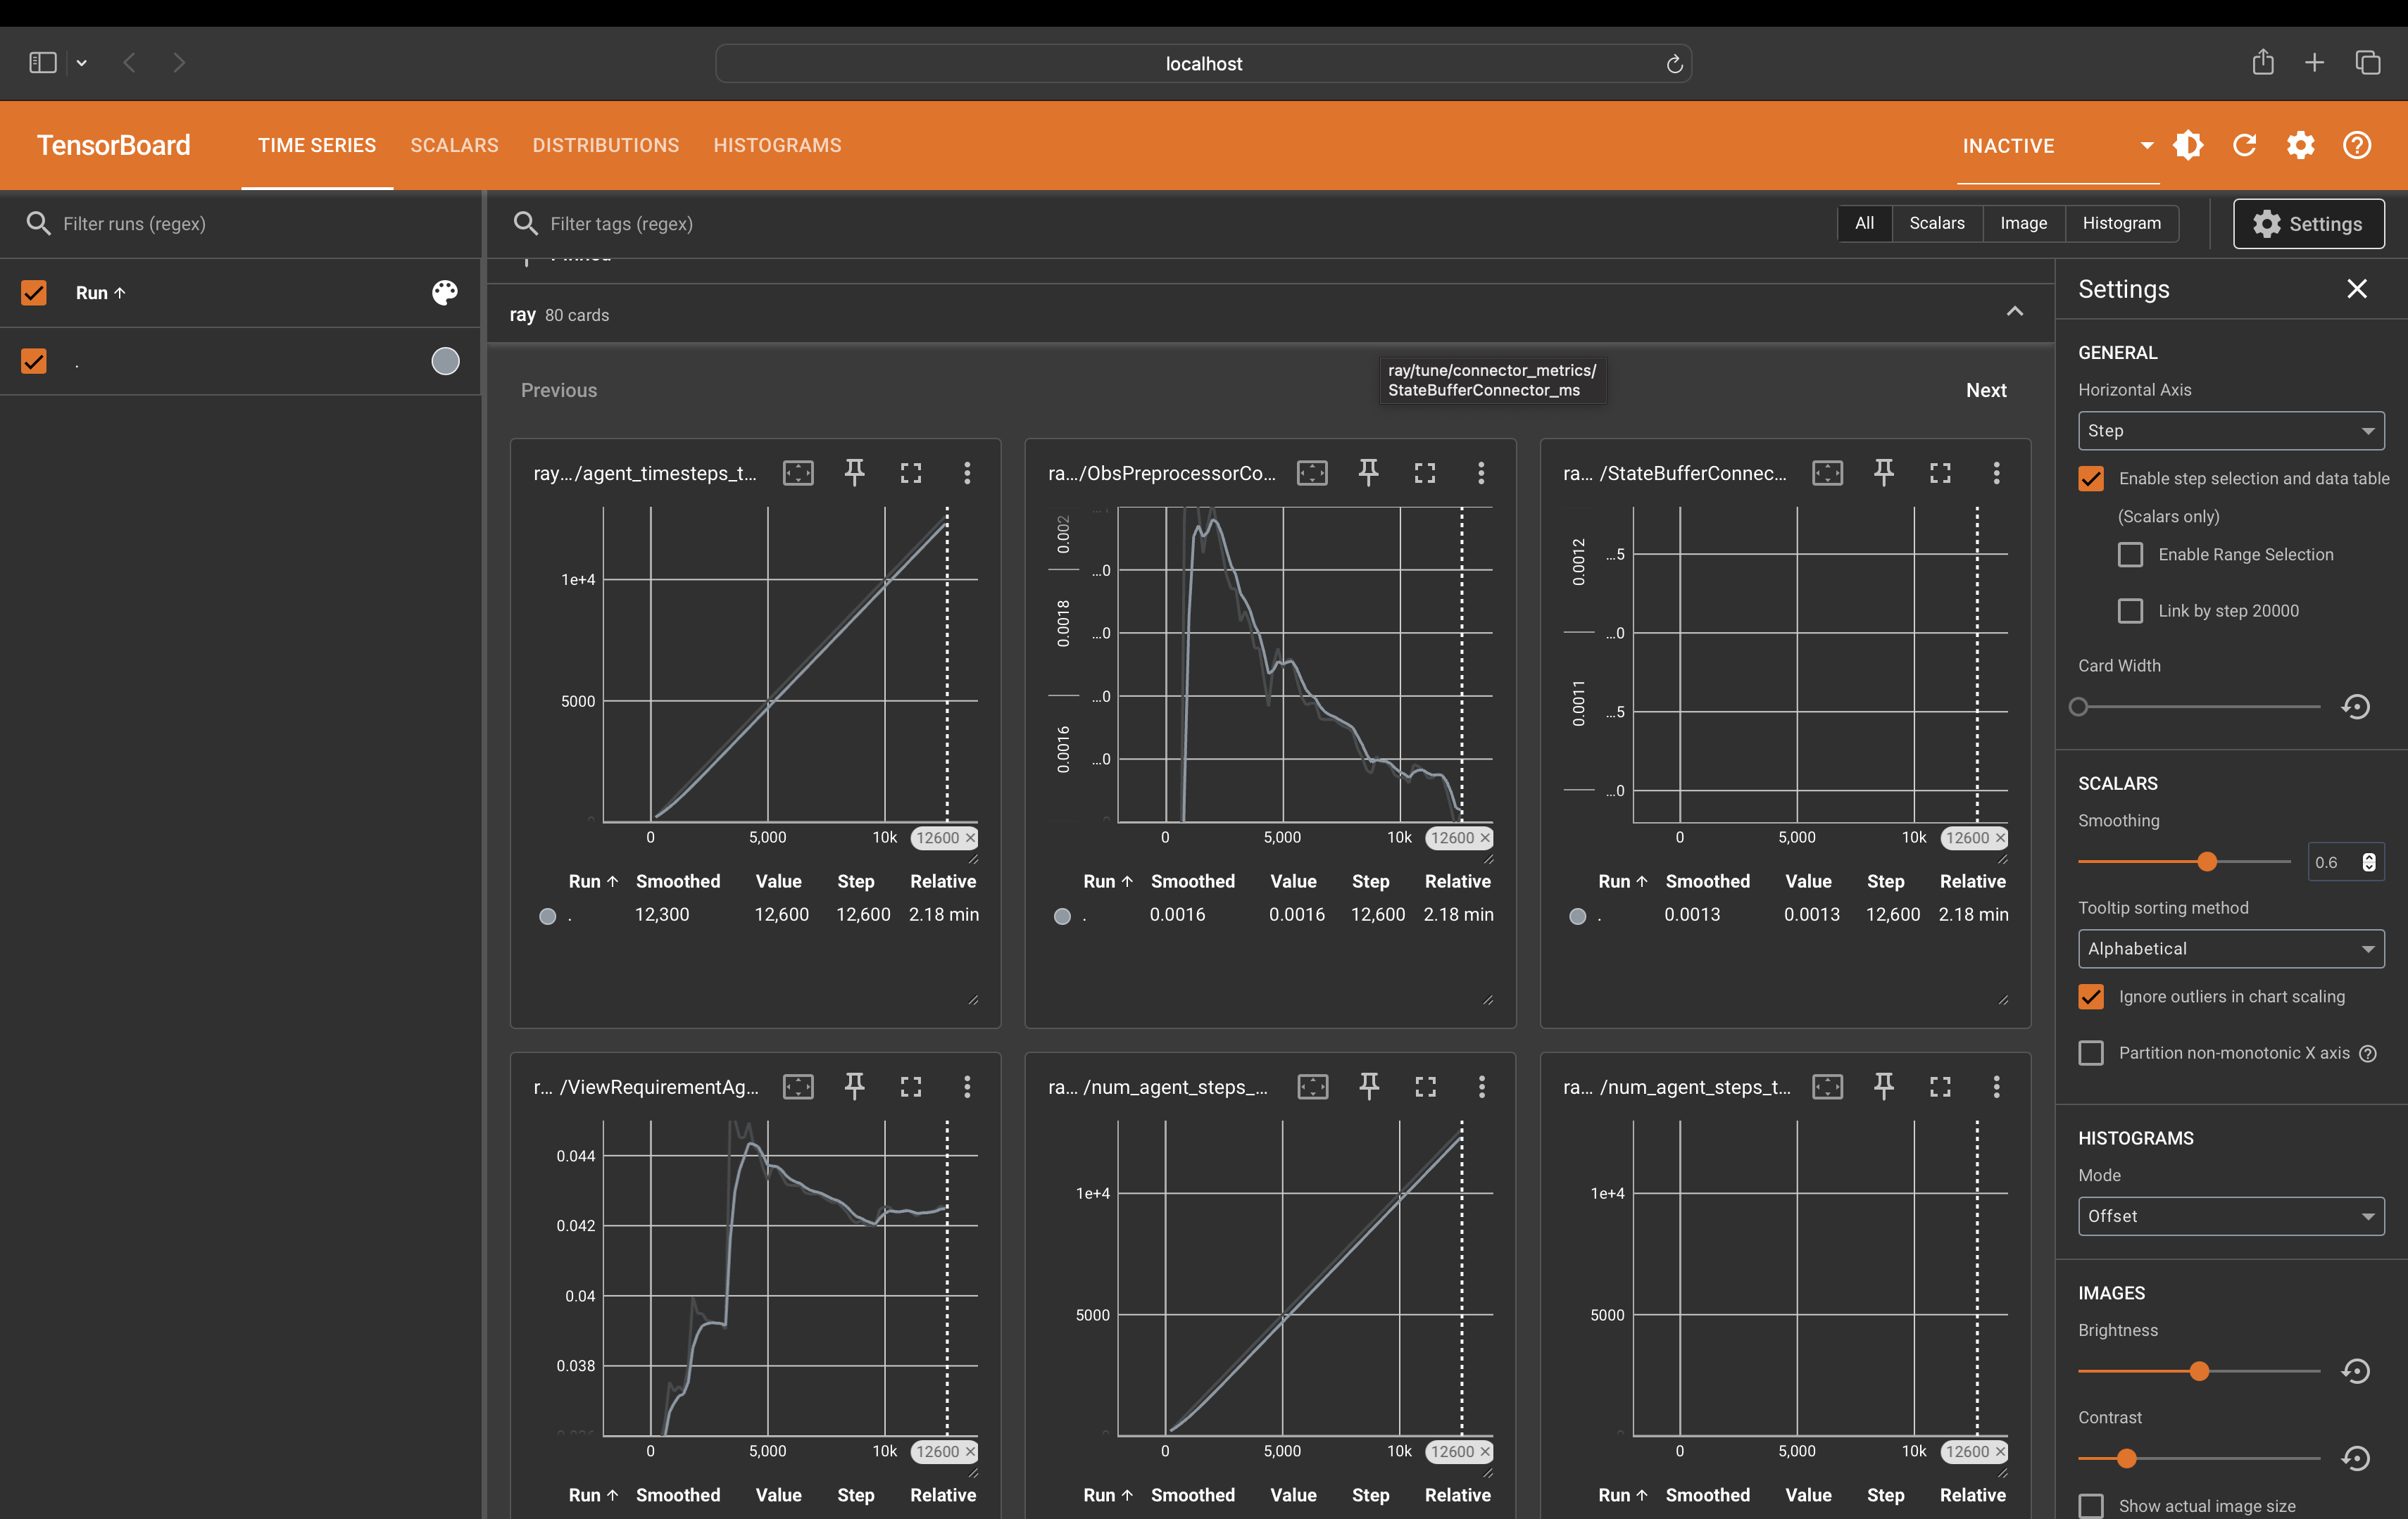 localhost
TensorBoard
TIME SERIES
SCALARS
DISTRIBUTIONS
HISTOGRAMS
INACTIVE
Filter runs (regex)
Filter tags (regex)
All
Scalars
Image
Histogram
Settings
Run ↑
.
Pinned
ray 80 cards
Previous
ray/tune/connector_metrics/
StateBufferConnector_ms
Next
ray…/agent_timesteps_t…
1e+4
5000
0 5,000 10k 12600 ×
Run ↑ Smoothed Value Step Relative
. 12,300 12,600 12,600 2.18 min
ra…/ObsPreprocessorCo…
0.002
…0
0.0018
…0
…0
0.0016
…0
0 5,000 10k 12600 ×
Run ↑ Smoothed Value Step Relative
. 0.0016 0.0016 12,600 2.18 min
ra… /StateBufferConnec…
0.0012
…5
…0
0.0011
…5
…0
0 5,000 10k 12600 ×
Run ↑ Smoothed Value Step Relative
. 0.0013 0.0013 12,600 2.18 min
r… /ViewRequirementAg…
0.044
0.042
0.04
0.038
0 5,000 10k 12600 ×
Run ↑ Smoothed Value Step Relative
ra… /num_agent_steps_…
1e+4
5000
0 5,000 10k 12600 ×
Run ↑ Smoothed Value Step Relative
ra… /num_agent_steps_t…
1e+4
5000
0 5,000 10k 12600 ×
Run ↑ Smoothed Value Step Relative
Settings
GENERAL
Horizontal Axis
Step
Enable step selection and data table
(Scalars only)
Enable Range Selection
Link by step 20000
Card Width
SCALARS
Smoothing
0.6
Tooltip sorting method
Alphabetical
Ignore outliers in chart scaling
Partition non-monotonic X axis
HISTOGRAMS
Mode
Offset
IMAGES
Brightness
Contrast
Show actual image size